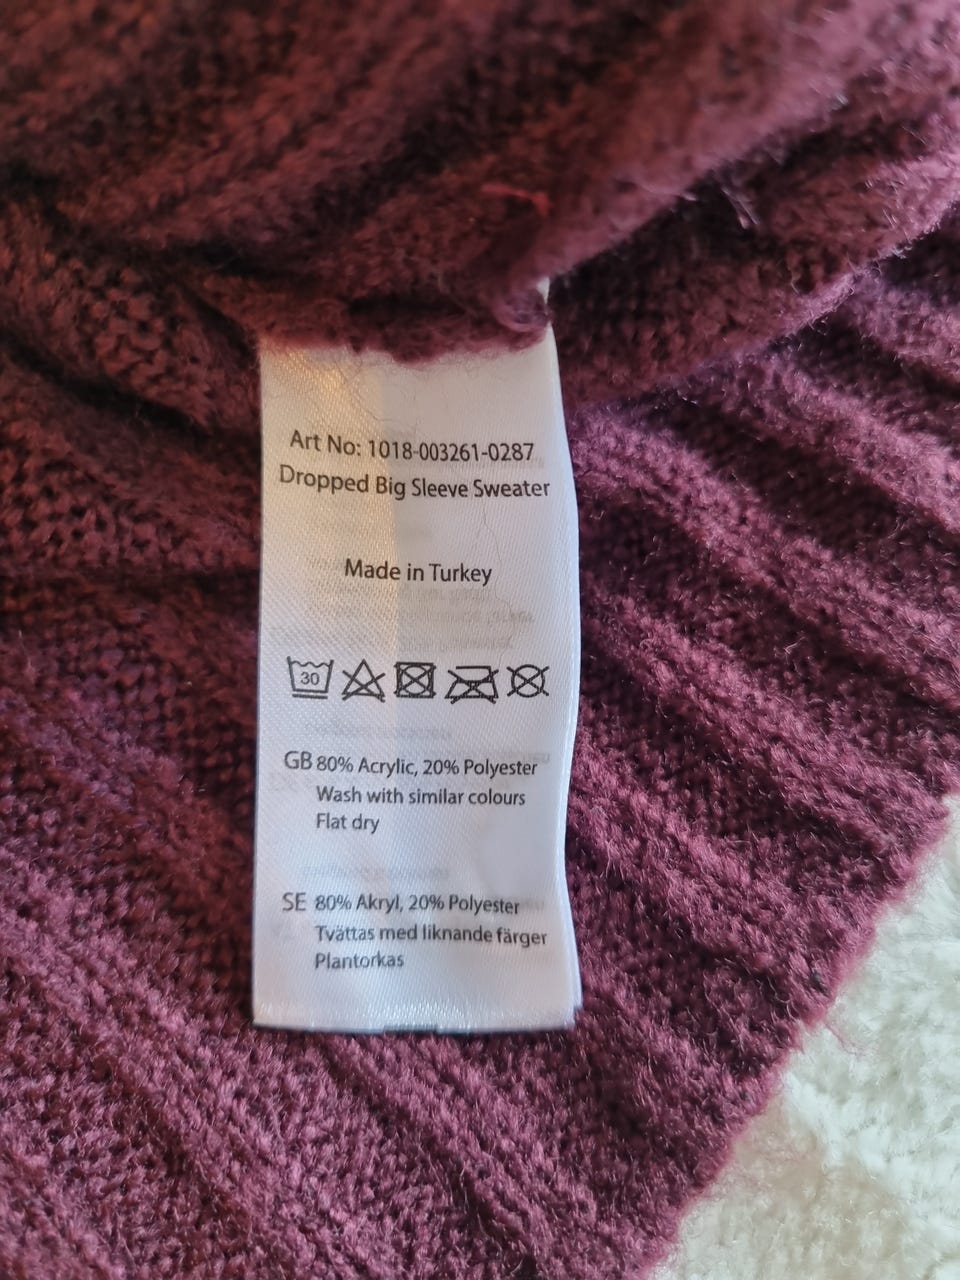 Art No: 1018-003261-0287
Dropped Big Sleeve Sweater
Made in Turkey
30
GB 80% Acrylic, 20% Polyester
Wash with similar colours
Flat dry
SE 80% Akryl, 20% Polyester
Tvättas med liknande färger
Plantorkas